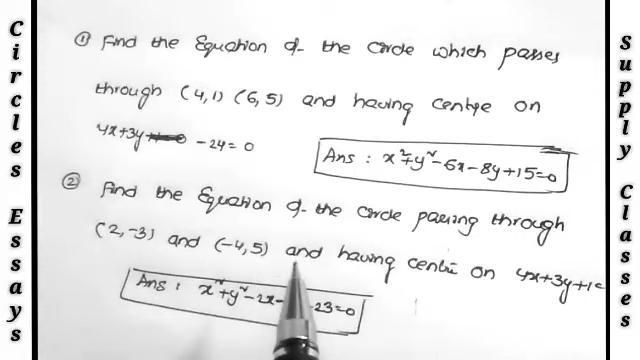 Circles Essays
① Find the Equation of the circle which passes
through (4,1) (6,5) and having centre on
4x+3y -24=0
Ans : x²+y²-6x-8y+15=0
② Find the Equation of the circle passing through
(2,-3) and (-4,5) and having centre on 4x+3y+1=
Ans : x²+y²-2x- -23=0
Supply Classes